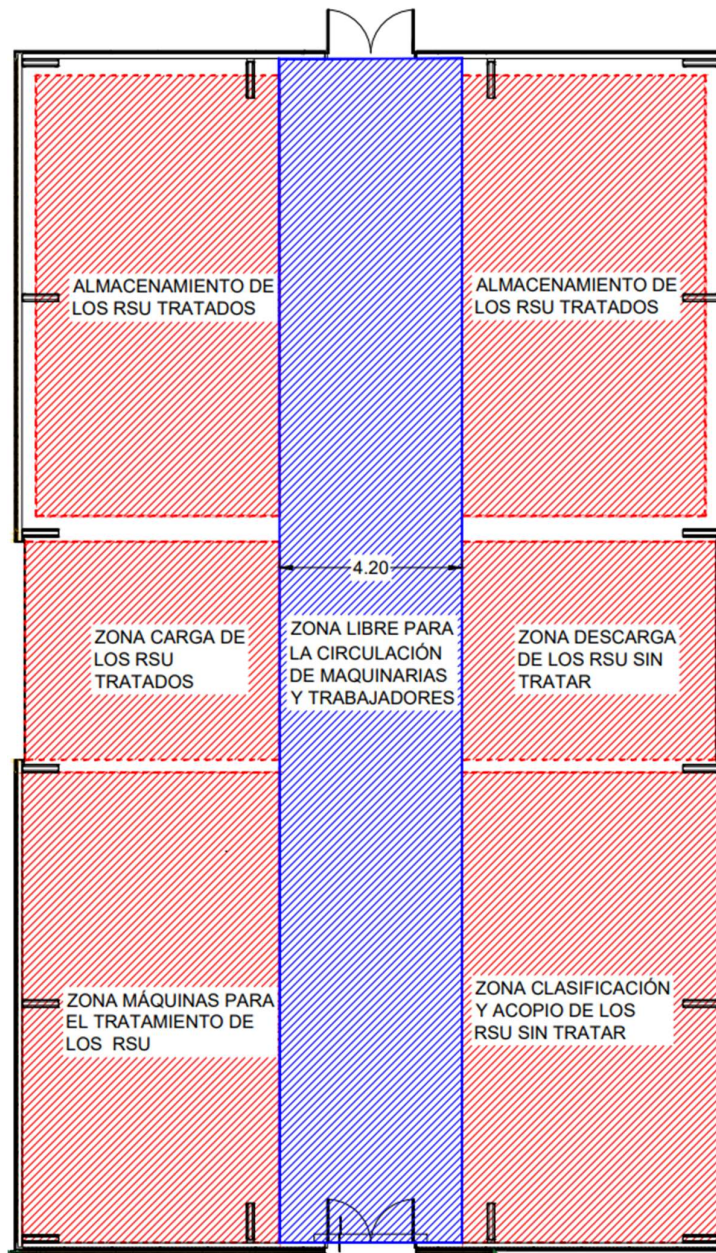 ALMACENAMIENTO DE
LOS RSU TRATADOS
ALMACENAMIENTO DE
LOS RSU TRATADOS
4.20
ZONA CARGA DE
LOS RSU
TRATADOS
ZONA LIBRE PARA
LA CIRCULACIÓN
DE MAQUINARIAS
Y TRABAJADORES
ZONA DESCARGA
DE LOS RSU SIN
TRATAR
ZONA MÁQUINAS PARA
EL TRATAMIENTO DE
LOS RSU
ZONA CLASIFICACIÓN
Y ACOPIO DE LOS
RSU SIN TRATAR